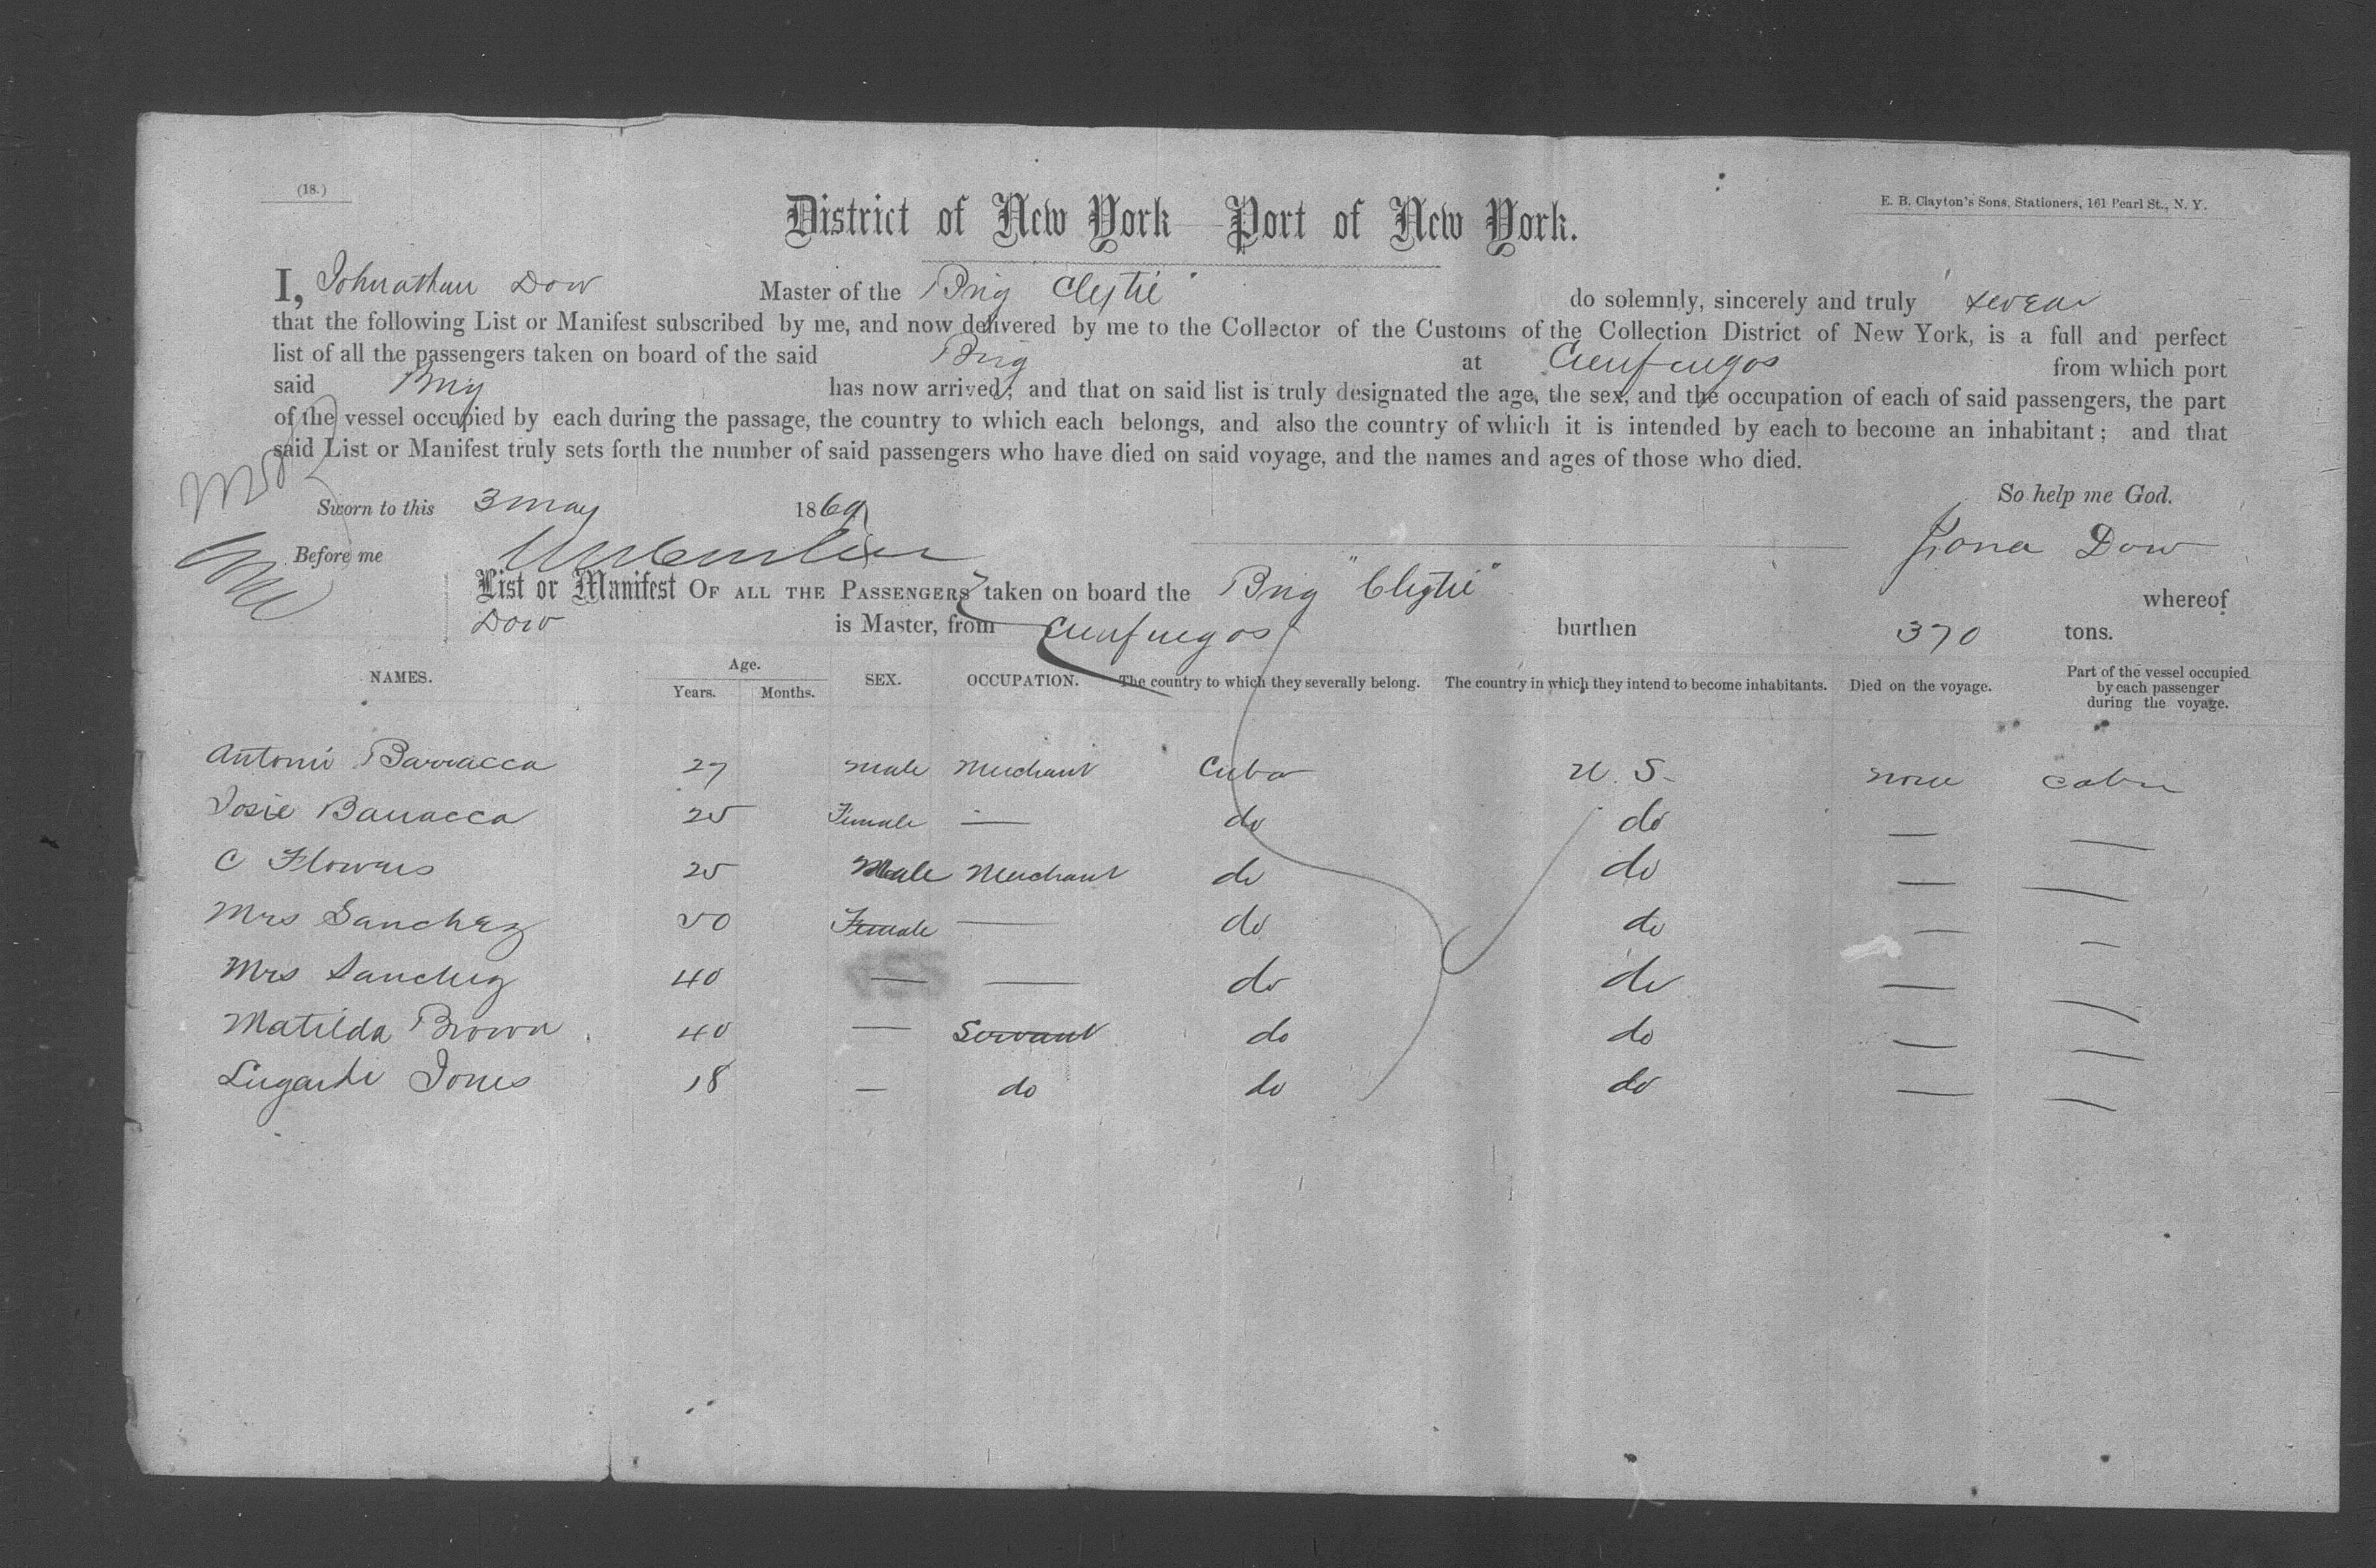 (18.)
E. B. Clayton's Sons, Stationers, 161 Pearl St., N. Y.
District of New York—Port of New York.
I, Johnathan Dow Master of the Brig Clytie do solemnly, sincerely and truly swear
that the following List or Manifest subscribed by me, and now delivered by me to the Collector of the Customs of the Collection District of New York, is a full and perfect
list of all the passengers taken on board of the said Brig at Cienfuegos from which port
said Brig has now arrived; and that on said list is truly designated the age, the sex, and the occupation of each of said passengers, the part
of the vessel occupied by each during the passage, the country to which each belongs, and also the country of which it is intended by each to become an inhabitant; and that
said List or Manifest truly sets forth the number of said passengers who have died on said voyage, and the names and ages of those who died.
So help me God.
Sworn to this 3 May 1869
Jona Dow
Before me
List or Manifest OF ALL THE PASSENGERS taken on board the Brig "Clytie" whereof
Dow is Master, from Cienfuegos burthen 370 tons.
NAMES. Age. Years. Months. SEX. OCCUPATION. The country to which they severally belong. The country in which they intend to become inhabitants. Died on the voyage. Part of the vessel occupied by each passenger during the voyage.
Antoni Barracca 27 Male Merchant Cuba U. S. none Cabin
Josie Barracca 25 Female — do do — —
C Flowers 25 Male Merchant do do — —
Mrs Sanchez 50 Female — do do — —
Mrs Sanchez 40 — — do do — —
Matilda Brown 40 — Servant do do — —
Jones 18 — do do do — —